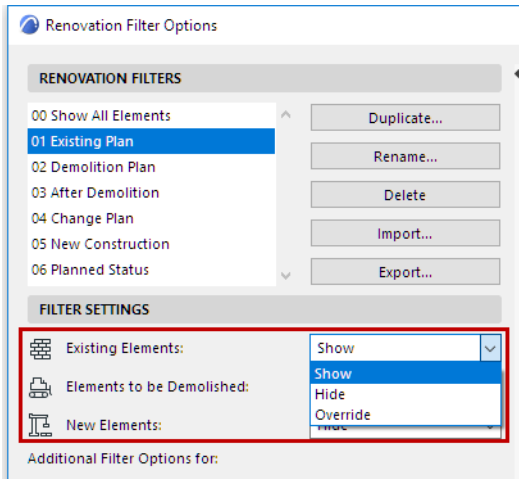 Renovation Filter Options
RENOVATION FILTERS
00 Show All Elements
01 Existing Plan
02 Demolition Plan
03 After Demolition
04 Change Plan
05 New Construction
06 Planned Status
Duplicate...
Rename...
Delete
Import...
Export...
FILTER SETTINGS
Existing Elements: Show
Show
Elements to be Demolished:
Hide
Override
New Elements: Hide
Additional Filter Options for: